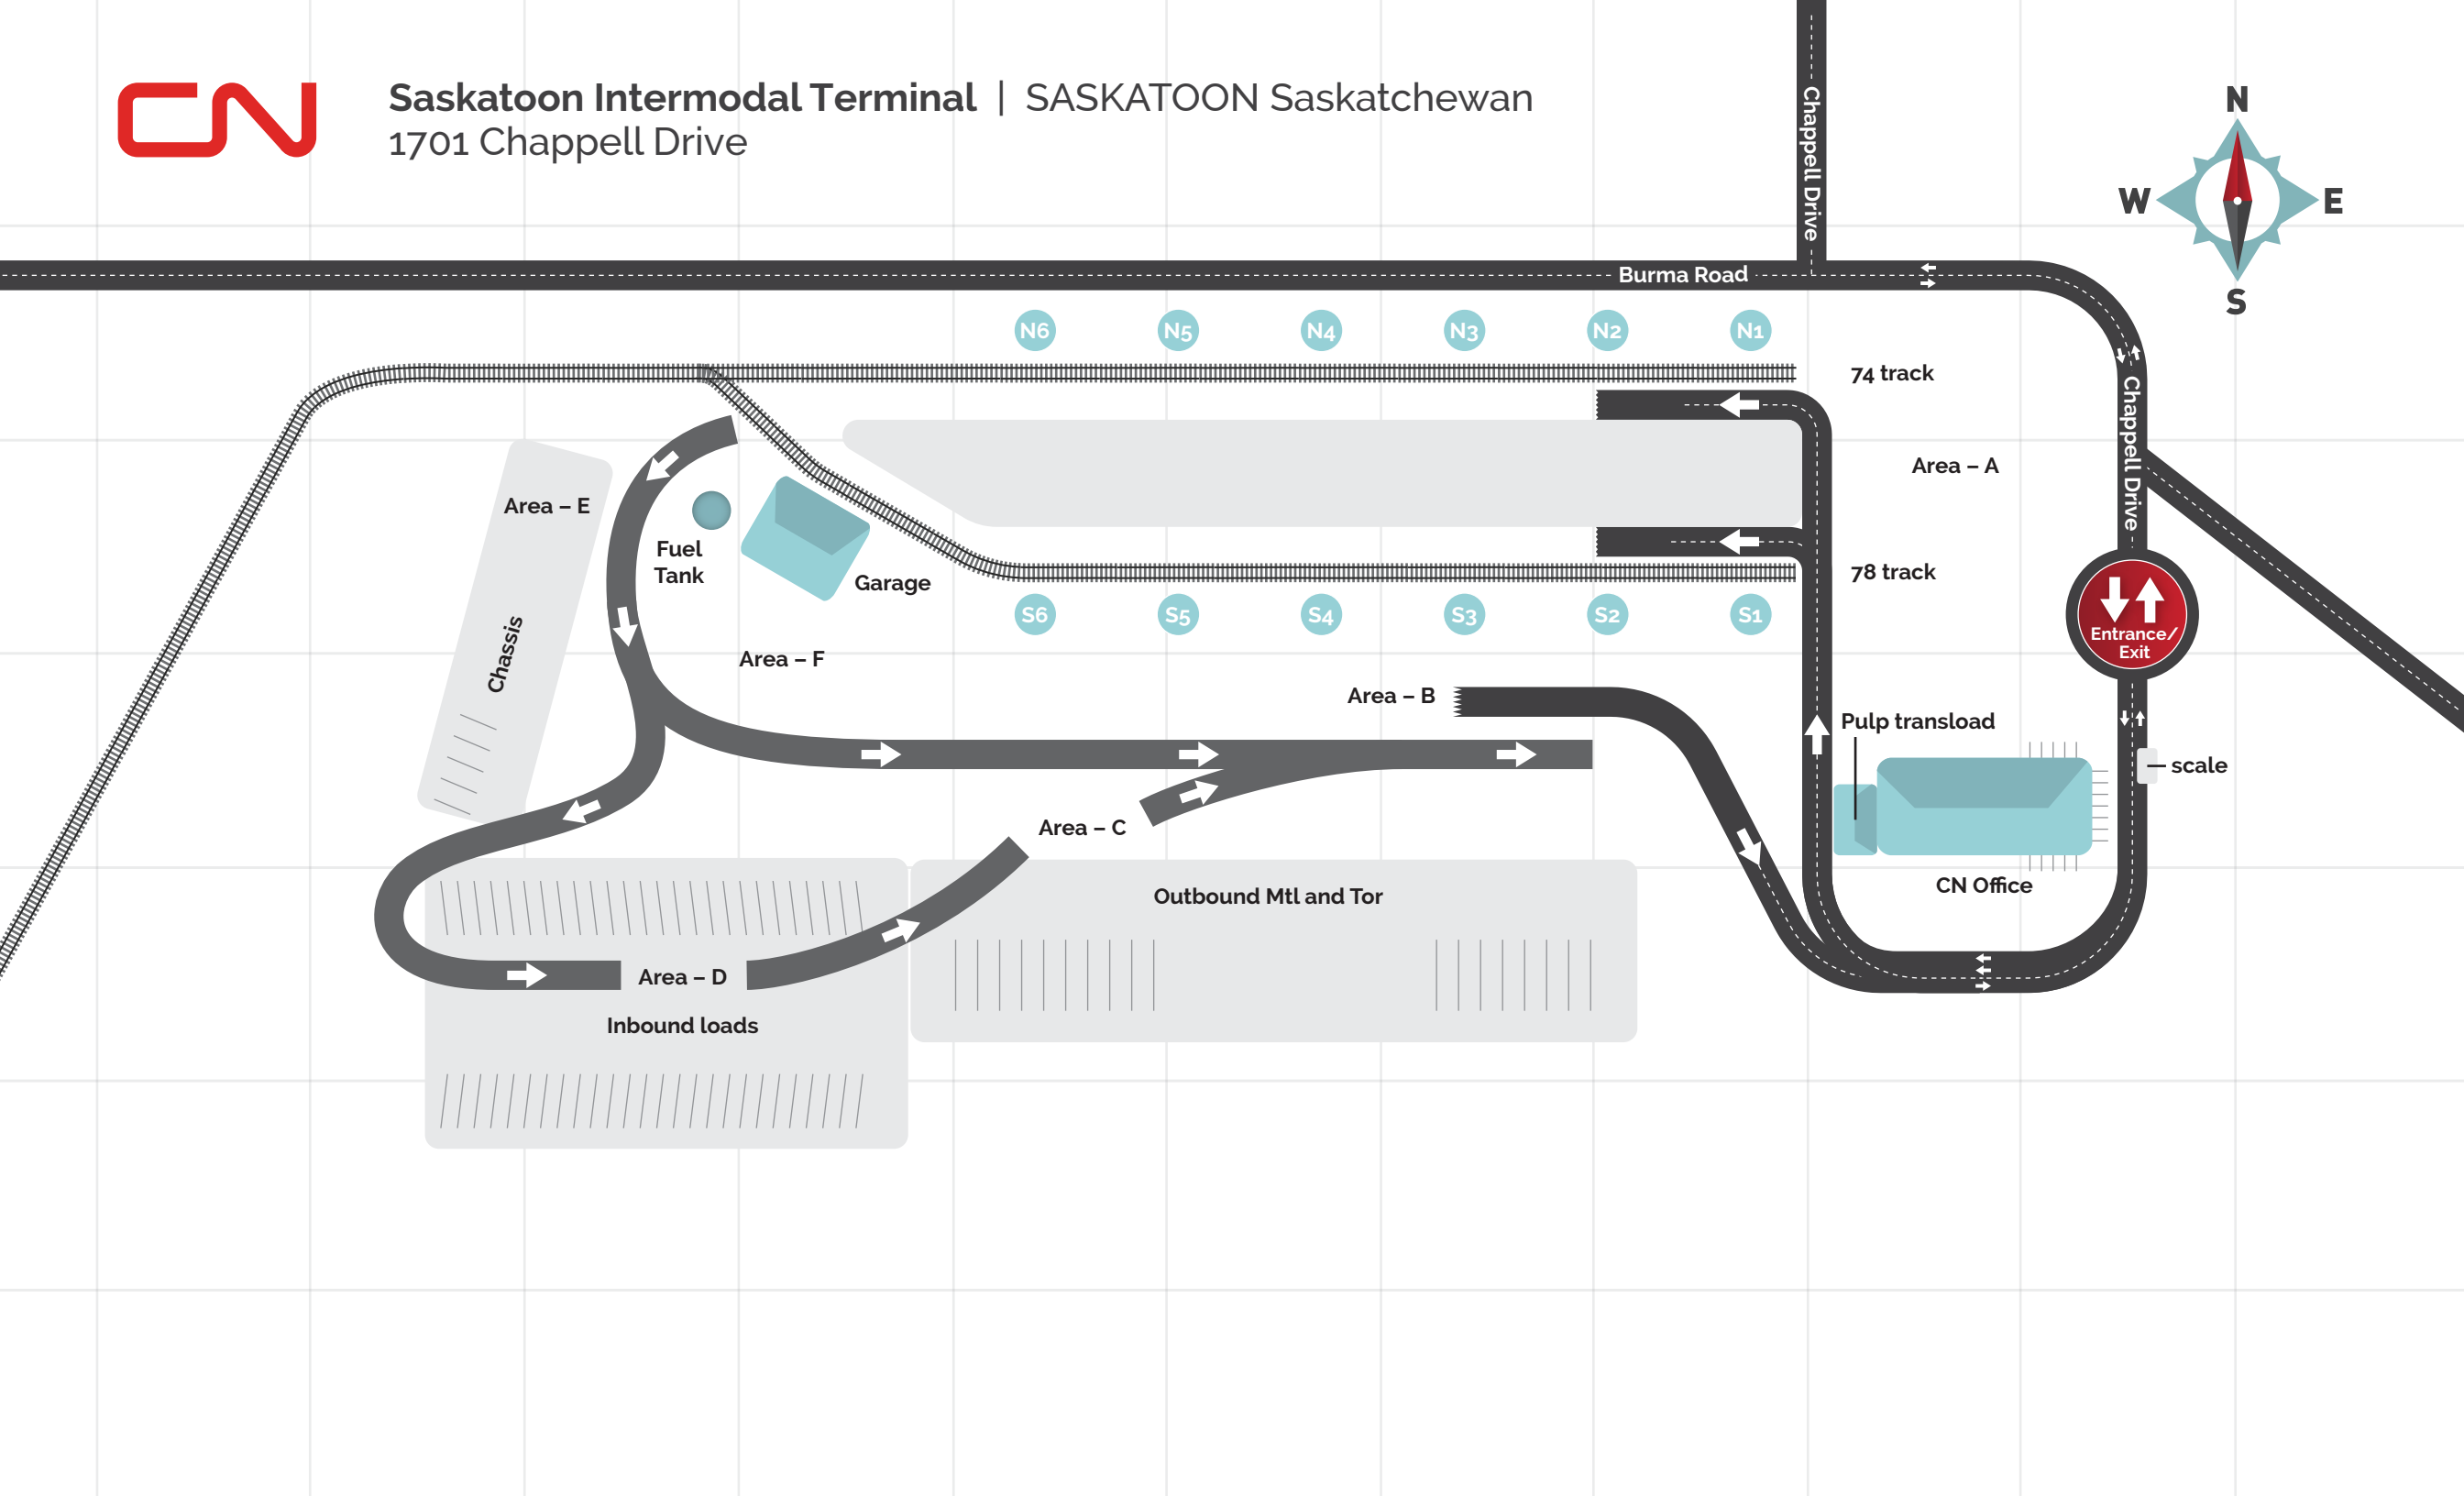 CN
Saskatoon Intermodal Terminal | SASKATOON Saskatchewan
1701 Chappell Drive
N
W
E
S
Chappell Drive
Burma Road
N6
N5
N4
N3
N2
N1
74 track
Chappell Drive
Area – A
Area – E
Fuel
Tank
Garage
78 track
S6
S5
S4
S3
S2
S1
Entrance/
Exit
Chassis
Area – F
Area – B
Pulp transload
scale
Area – C
CN Office
Outbound Mtl and Tor
Area – D
Inbound loads